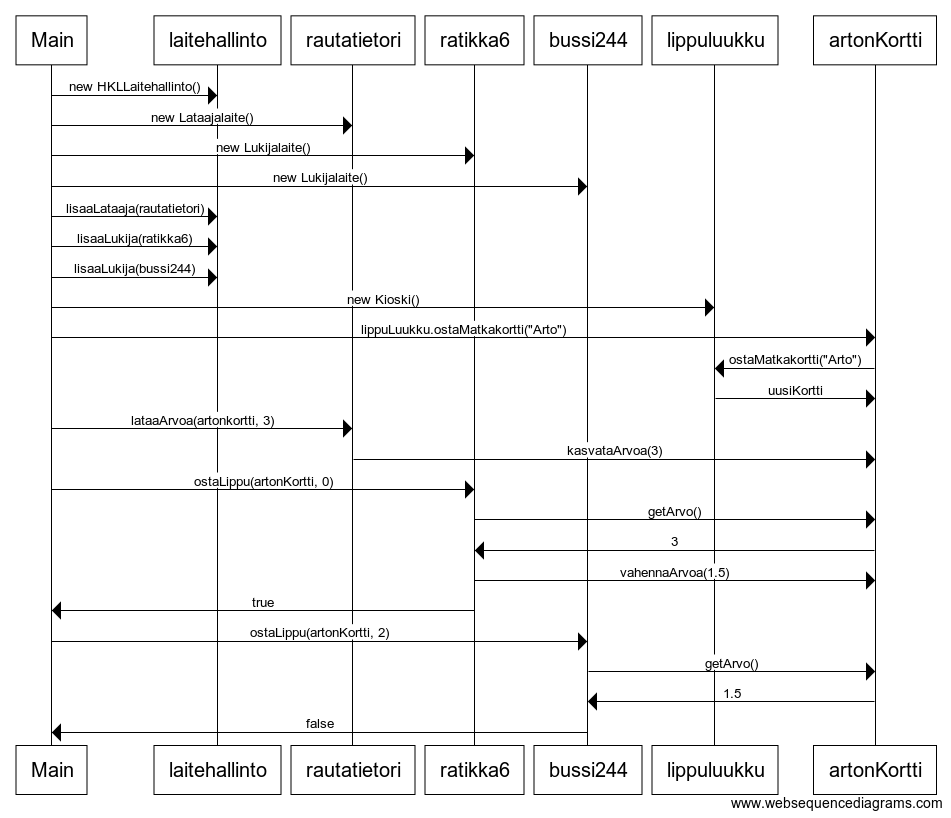 Main laitehallinto rautatietori ratikka6 bussi244 lippuluukku artonKortti
new HKLLaitehallinto()
new Lataajalaite()
new Lukijalaite()
new Lukijalaite()
lisaaLataaja(rautatietori)
lisaaLukija(ratikka6)
lisaaLukija(bussi244)
new Kioski()
lippuLuukku.ostaMatkakortti("Arto")
ostaMatkakortti("Arto")
uusiKortti
lataaArvoa(artonkortti, 3)
kasvataArvoa(3)
ostaLippu(artonKortti, 0)
getArvo()
3
vahennaArvoa(1.5)
true
ostaLippu(artonKortti, 2)
getArvo()
1.5
false
Main laitehallinto rautatietori ratikka6 bussi244 lippuluukku artonKortti
www.websequencediagrams.com